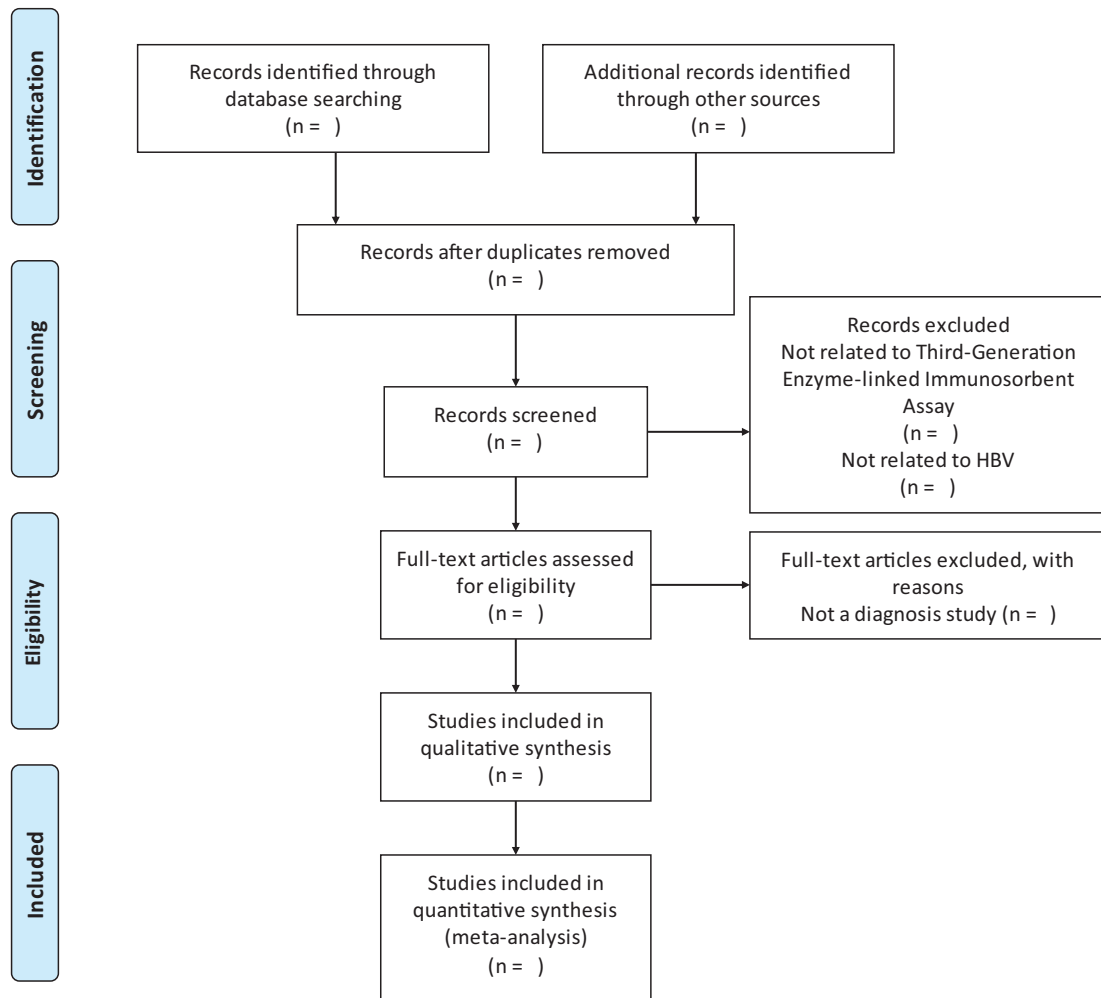 Identification
Records identified through
database searching
(n =   )
Additional records identified
through other sources
(n =   )
Records after duplicates removed
(n =   )
Screening
Records screened
(n =   )
Records excluded
Not related to Third-Generation
Enzyme-linked Immunosorbent
Assay
(n =   )
Not related to HBV
(n =   )
Eligibility
Full-text articles assessed
for eligibility
(n =   )
Full-text articles excluded, with
reasons
Not a diagnosis study (n =   )
Studies included in
qualitative synthesis
(n =   )
Included
Studies included in
quantitative synthesis
(meta-analysis)
(n =   )